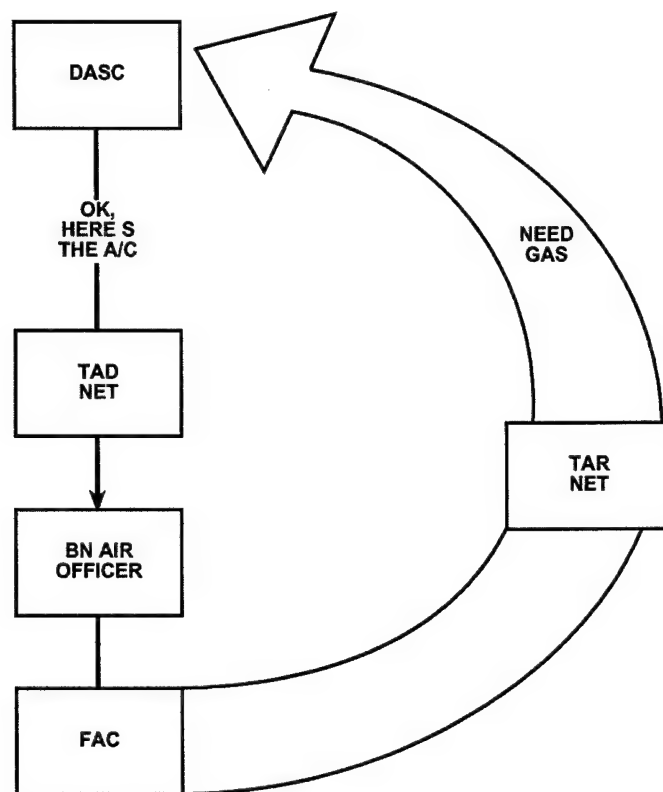 DASC
OK,
HERE S
THE A/C
NEED
GAS
TAD
NET
TAR
NET
BN AIR
OFFICER
FAC